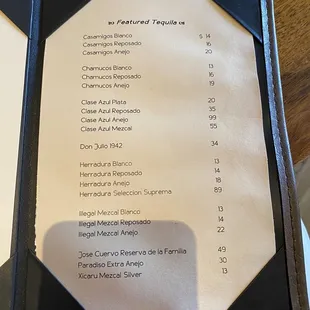 Featured Tequila
Casamigos Blanco $ 14
Casamigos Reposado 16
Casamigos Anejo 20
Chamucos Blanco 13
Chamucos Reposado 16
Chamucos Anejo 19
Clase Azul Plata 20
Clase Azul Reposado 35
Clase Azul Anejo 99
Clase Azul Mezcal 55
Don Julio 1942 34
Herradura Blanco 13
Herradura Reposado 14
Herradura Anejo 18
Herradura Seleccion Suprema 89
Illegal Mezcal Blanco 13
Illegal Mezcal Reposado 14
Illegal Mezcal Anejo 22
Jose Cuervo Reserva de la Familia 49
Paradiso Extra Anejo 30
Xicaru Mezcal Silver 13